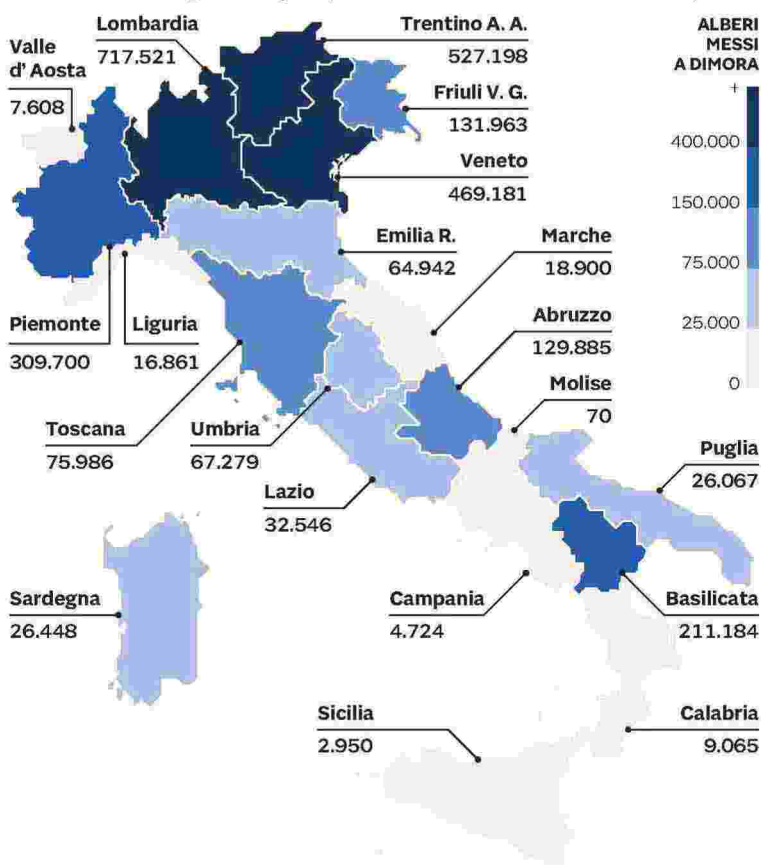 Lombardia
717.521
Trentino A. A.
527.198
ALBERI
MESSI
A DIMORA
Valle
d' Aosta
7.608
Friuli V. G.
131.963
Veneto
469.181
+
400.000
150.000
75.000
25.000
0
Emilia R.
64.942
Marche
18.900
Piemonte
309.700
Liguria
16.861
Abruzzo
129.885
Molise
70
Toscana
75.986
Umbria
67.279
Puglia
26.067
Lazio
32.546
Sardegna
26.448
Campania
4.724
Basilicata
211.184
Sicilia
2.950
Calabria
9.065